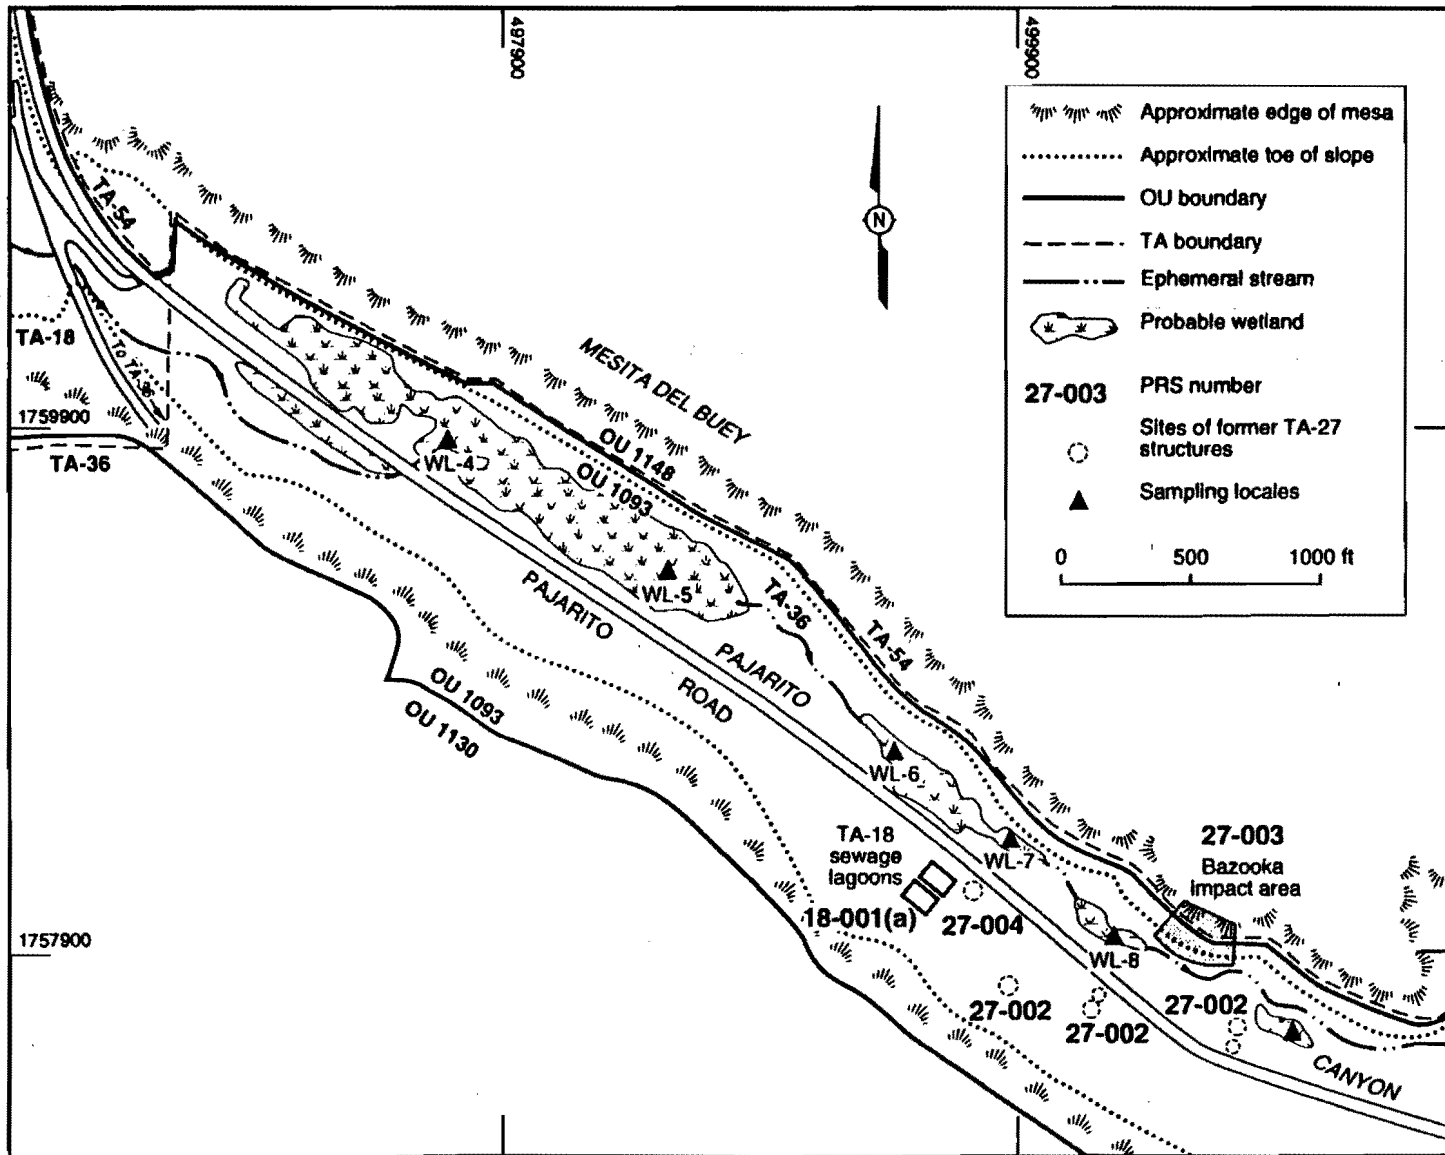 497900
499900
Approximate edge of mesa
Approximate toe of slope
OU boundary
TA boundary
Ephemeral stream
Probable wetland
27-003 PRS number
Sites of former TA-27
structures
Sampling locales
0 500 1000 ft
N
TA-54
TA-18
To TA-36
1759900
TA-36
MESITA DEL BUEY
OU 1148
OU 1093
WL-4
WL-5
PAJARITO
ROAD
PAJARITO
TA-36
TA-54
OU 1093
OU 1130
WL-6
WL-7
TA-18
sewage
lagoons
18-001(a)
27-004
27-003
Bazooka
impact area
1757900
WL-8
27-002
27-002
27-002
CANYON